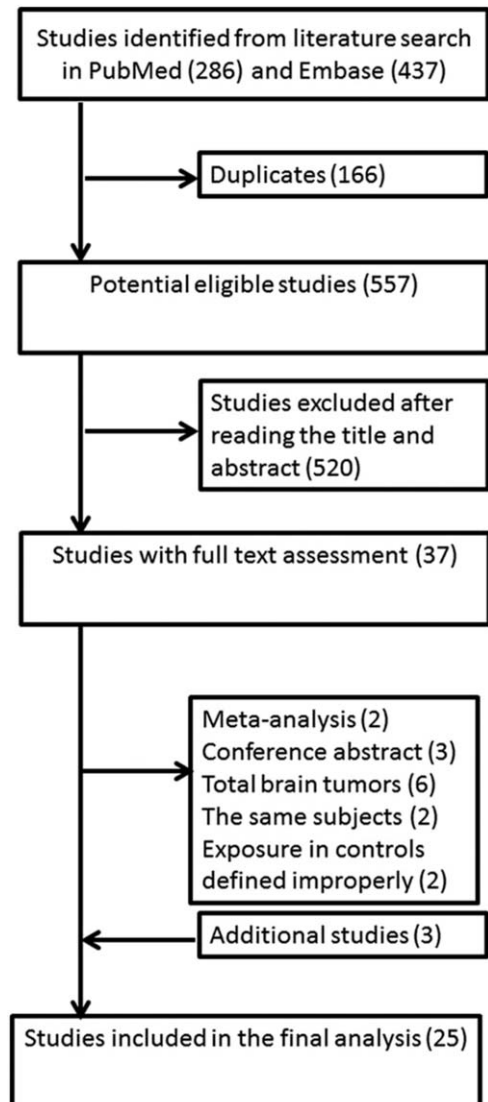 Studies identified from literature search
in PubMed (286) and Embase (437)
Duplicates (166)
Potential eligible studies (557)
Studies excluded after
reading the title and
abstract (520)
Studies with full text assessment (37)
Meta-analysis (2)
Conference abstract (3)
Total brain tumors (6)
The same subjects (2)
Exposure in controls
defined improperly (2)
Additional studies (3)
Studies included in the final analysis (25)